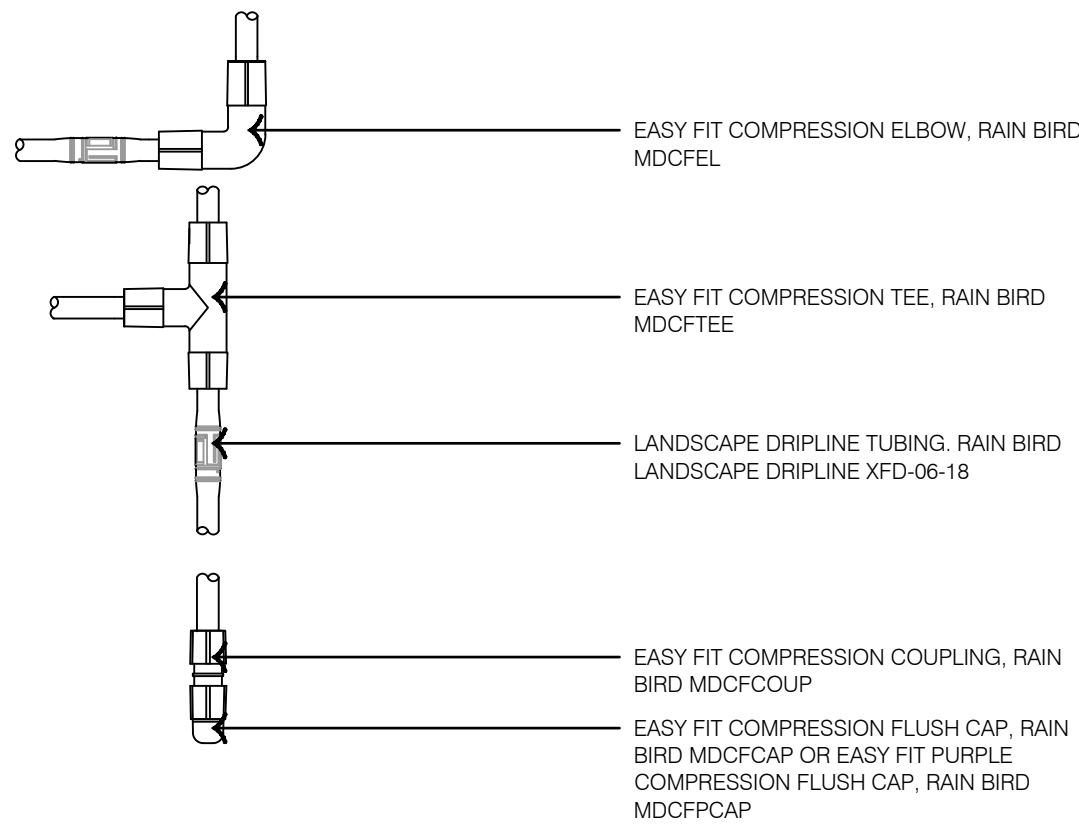 EASY FIT COMPRESSION ELBOW, RAIN BIRD
MDCFEL
EASY FIT COMPRESSION TEE, RAIN BIRD
MDCFTEE
LANDSCAPE DRIPLINE TUBING. RAIN BIRD
LANDSCAPE DRIPLINE XFD-06-18
EASY FIT COMPRESSION COUPLING, RAIN
BIRD MDCFCOUP
EASY FIT COMPRESSION FLUSH CAP, RAIN
BIRD MDCFCAP OR EASY FIT PURPLE
COMPRESSION FLUSH CAP, RAIN BIRD
MDCFPCAP